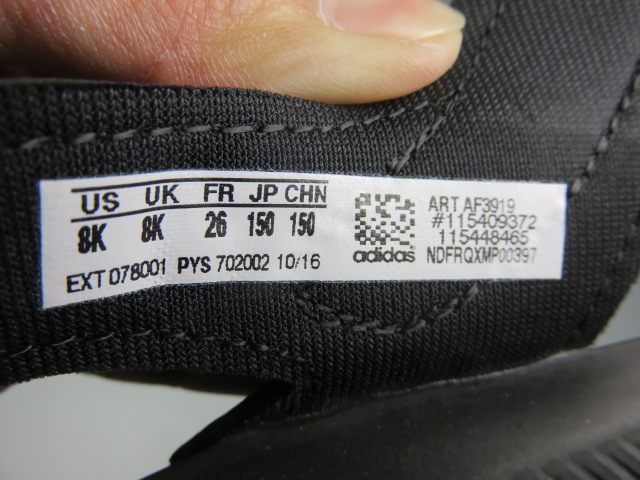 US UK FR JP CHN
8K 8K 26 150 150
EXT 078001 PYS 702002 10/16
adidas
ART AF3919
#115409372
115448465
NDFRQXMP00397